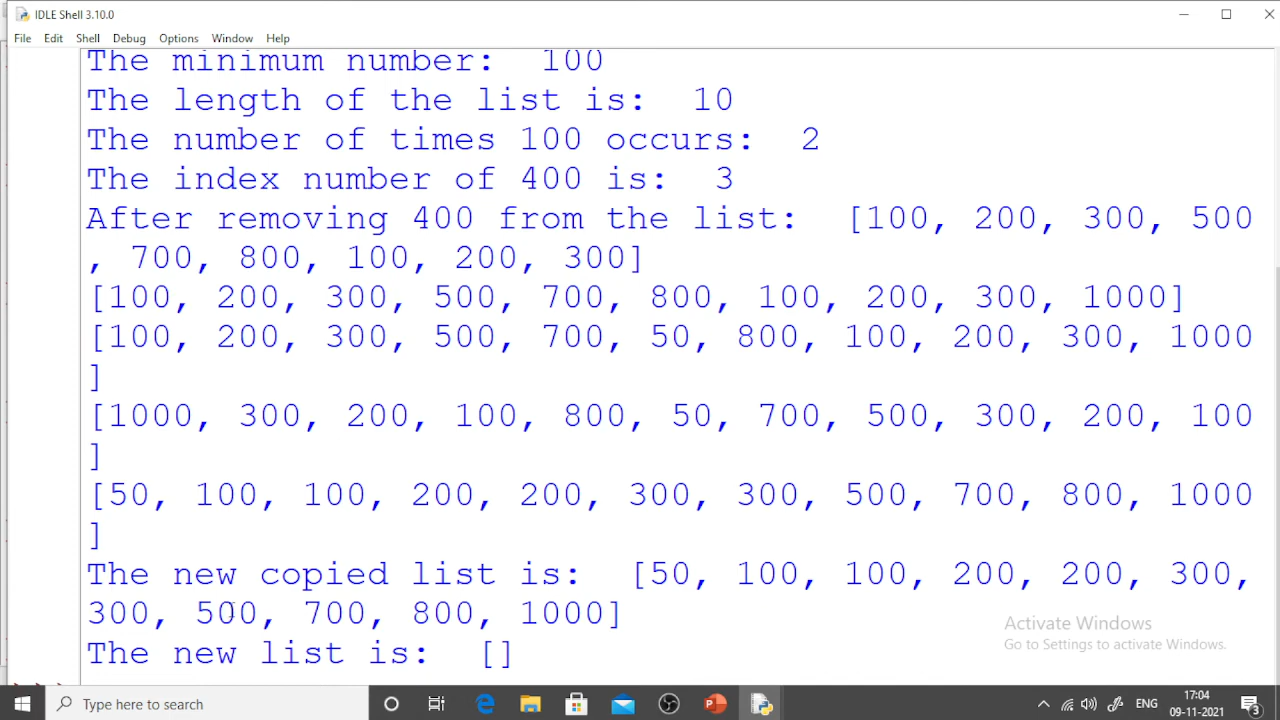 IDLE Shell 3.10.0
File Edit Shell Debug Options Window Help
The minimum number:  100
The length of the list is:  10
The number of times 100 occurs:  2
The index number of 400 is:  3
After removing 400 from the list:  [100, 200, 300, 500
, 700, 800, 100, 200, 300]
[100, 200, 300, 500, 700, 800, 100, 200, 300, 1000]
[100, 200, 300, 500, 700, 50, 800, 100, 200, 300, 1000
]
[1000, 300, 200, 100, 800, 50, 700, 500, 300, 200, 100
]
[50, 100, 100, 200, 200, 300, 300, 500, 700, 800, 1000
]
The new copied list is:  [50, 100, 100, 200, 200, 300,
300, 500, 700, 800, 1000]
The new list is:  []
Activate Windows
Go to Settings to activate Windows.
Type here to search
ENG
17:04
09-11-2021
3